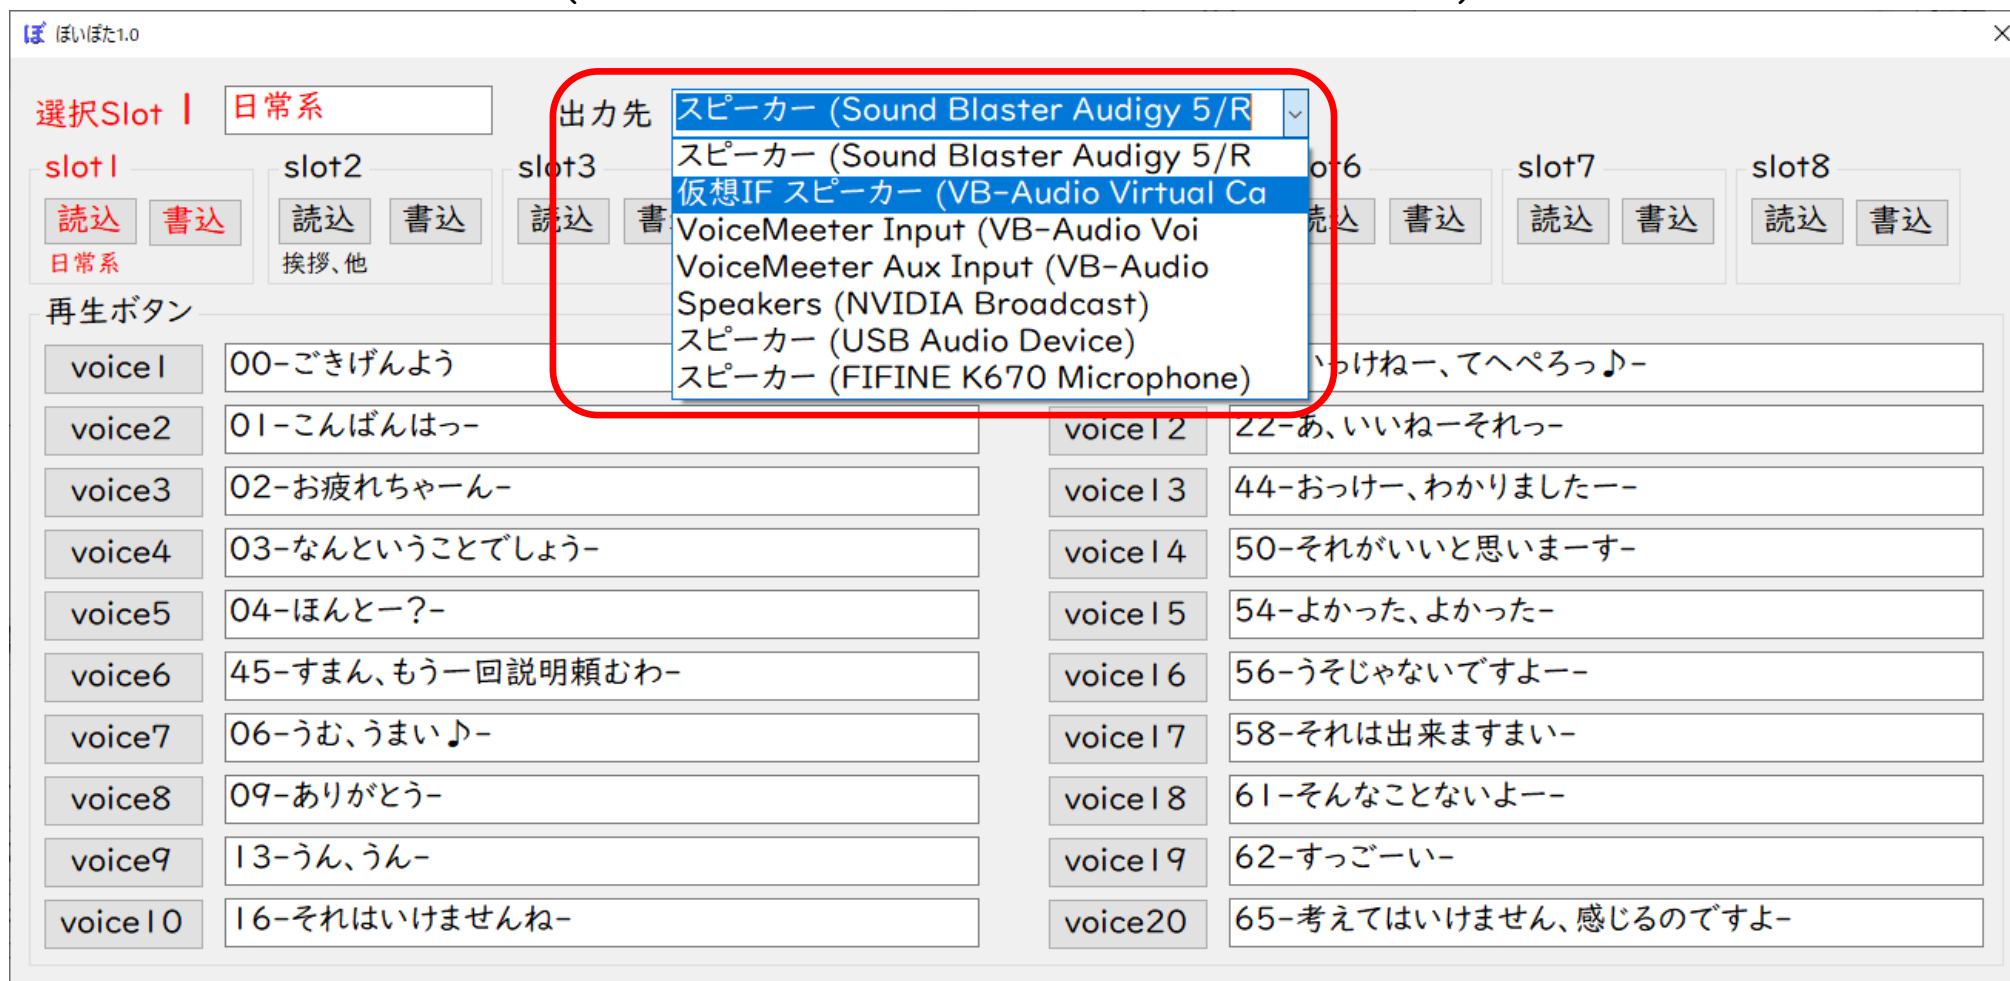 ぼ ぼいぼた1.0
選択Slot 1 日常系 出力先 スピーカー (Sound Blaster Audigy 5/R
スピーカー (Sound Blaster Audigy 5/R
仮想IF スピーカー (VB-Audio Virtual Ca
VoiceMeeter Input (VB-Audio Voi
VoiceMeeter Aux Input (VB-Audio
Speakers (NVIDIA Broadcast)
スピーカー (USB Audio Device)
スピーカー (FIFINE K670 Microphone)
slot1 slot2 slot3 slot7 slot8
読込 書込 読込 書込 読込 書込 読込 書込 読込 書込
日常系 挨拶、他
再生ボタン
voice1 00-ごきげんよう
voice2 01-こんばんはっ-
voice3 02-お疲れちゃーん-
voice4 03-なんということでしょう-
voice5 04-ほんとー?-
voice6 45-すまん、もう一回説明頼むわ-
voice7 06-うむ、うまい♪-
voice8 09-ありがとう-
voice9 13-うん、うん-
voice10 16-それはいけませんね-
っけねー、てへぺろっ♪-
voice12 22-あ、いいねーそれっ-
voice13 44-おっけー、わかりましたー-
voice14 50-それがいいと思いまーす-
voice15 54-よかった、よかった-
voice16 56-うそじゃないですよー-
voice17 58-それは出来ますまい-
voice18 61-そんなことないよー-
voice19 62-すっごーい-
voice20 65-考えてはいけません、感じるのですよ-